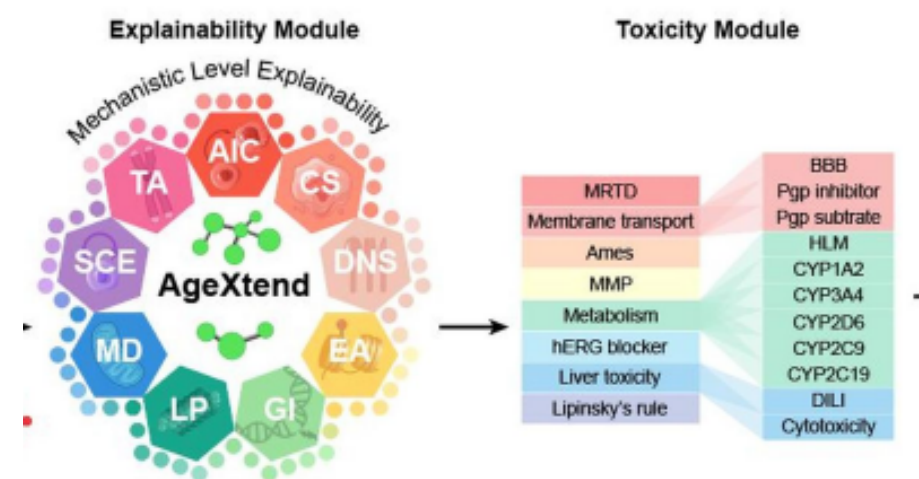 Explainability Module
Mechanistic Level Explainability
AIC
TA
CS
SCE
DNS
AgeXtend
MD
EA
LP
GI
Toxicity Module
MRTD
Membrane transport
Ames
MMP
Metabolism
hERG blocker
Liver toxicity
Lipinsky's rule
BBB
Pgp inhibitor
Pgp subtrate
HLM
CYP1A2
CYP3A4
CYP2D6
CYP2C9
CYP2C19
DILI
Cytotoxicity